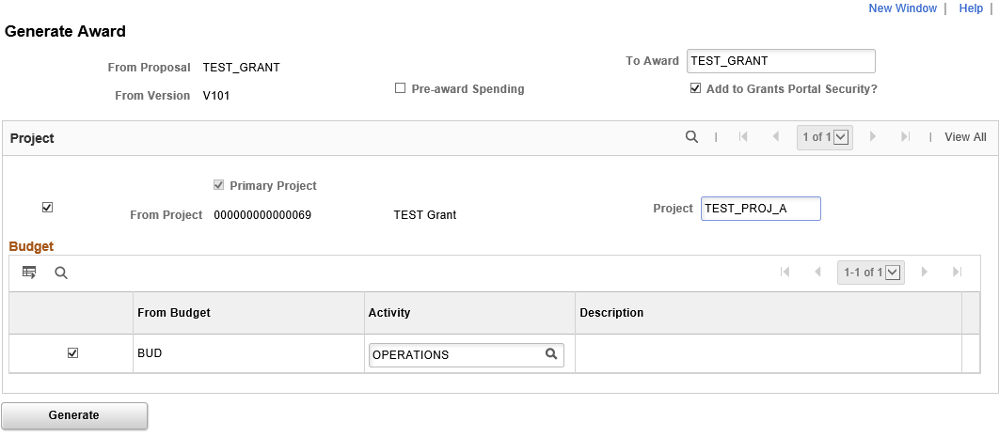 New Window | Help |
Generate Award
From Proposal TEST_GRANT To Award TEST_GRANT
From Version V101 Pre-award Spending Add to Grants Portal Security?
Project | 1 of 1 | View All
Primary Project
From Project 000000000000069 TEST Grant Project TEST_PROJ_A
Budget
1-1 of 1
From Budget Activity Description
BUD OPERATIONS
Generate